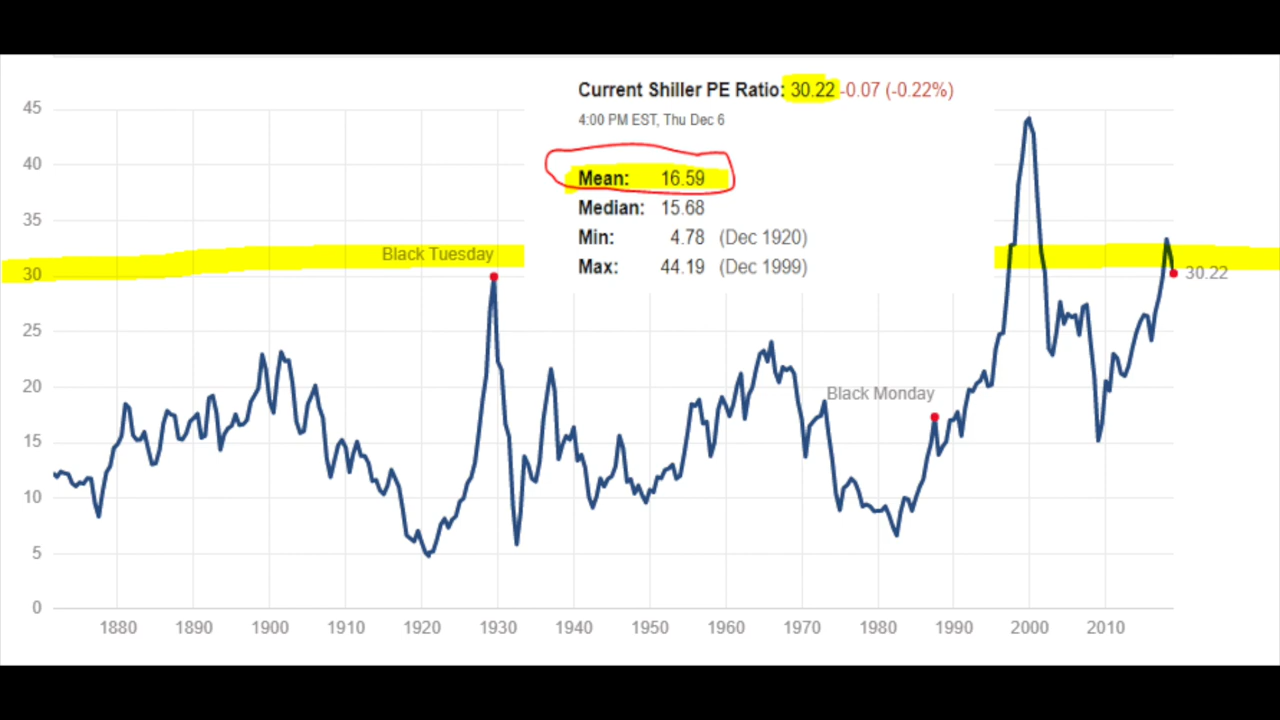 Current Shiller PE Ratio: 30.22 -0.07 (-0.22%)
4:00 PM EST, Thu Dec 6
Mean: 16.59
Median: 15.68
Min: 4.78 (Dec 1920)
Max: 44.19 (Dec 1999)
45
40
35
30
25
20
15
10
5
0
Black Tuesday
Black Monday
30.22
1880 1890 1900 1910 1920 1930 1940 1950 1960 1970 1980 1990 2000 2010